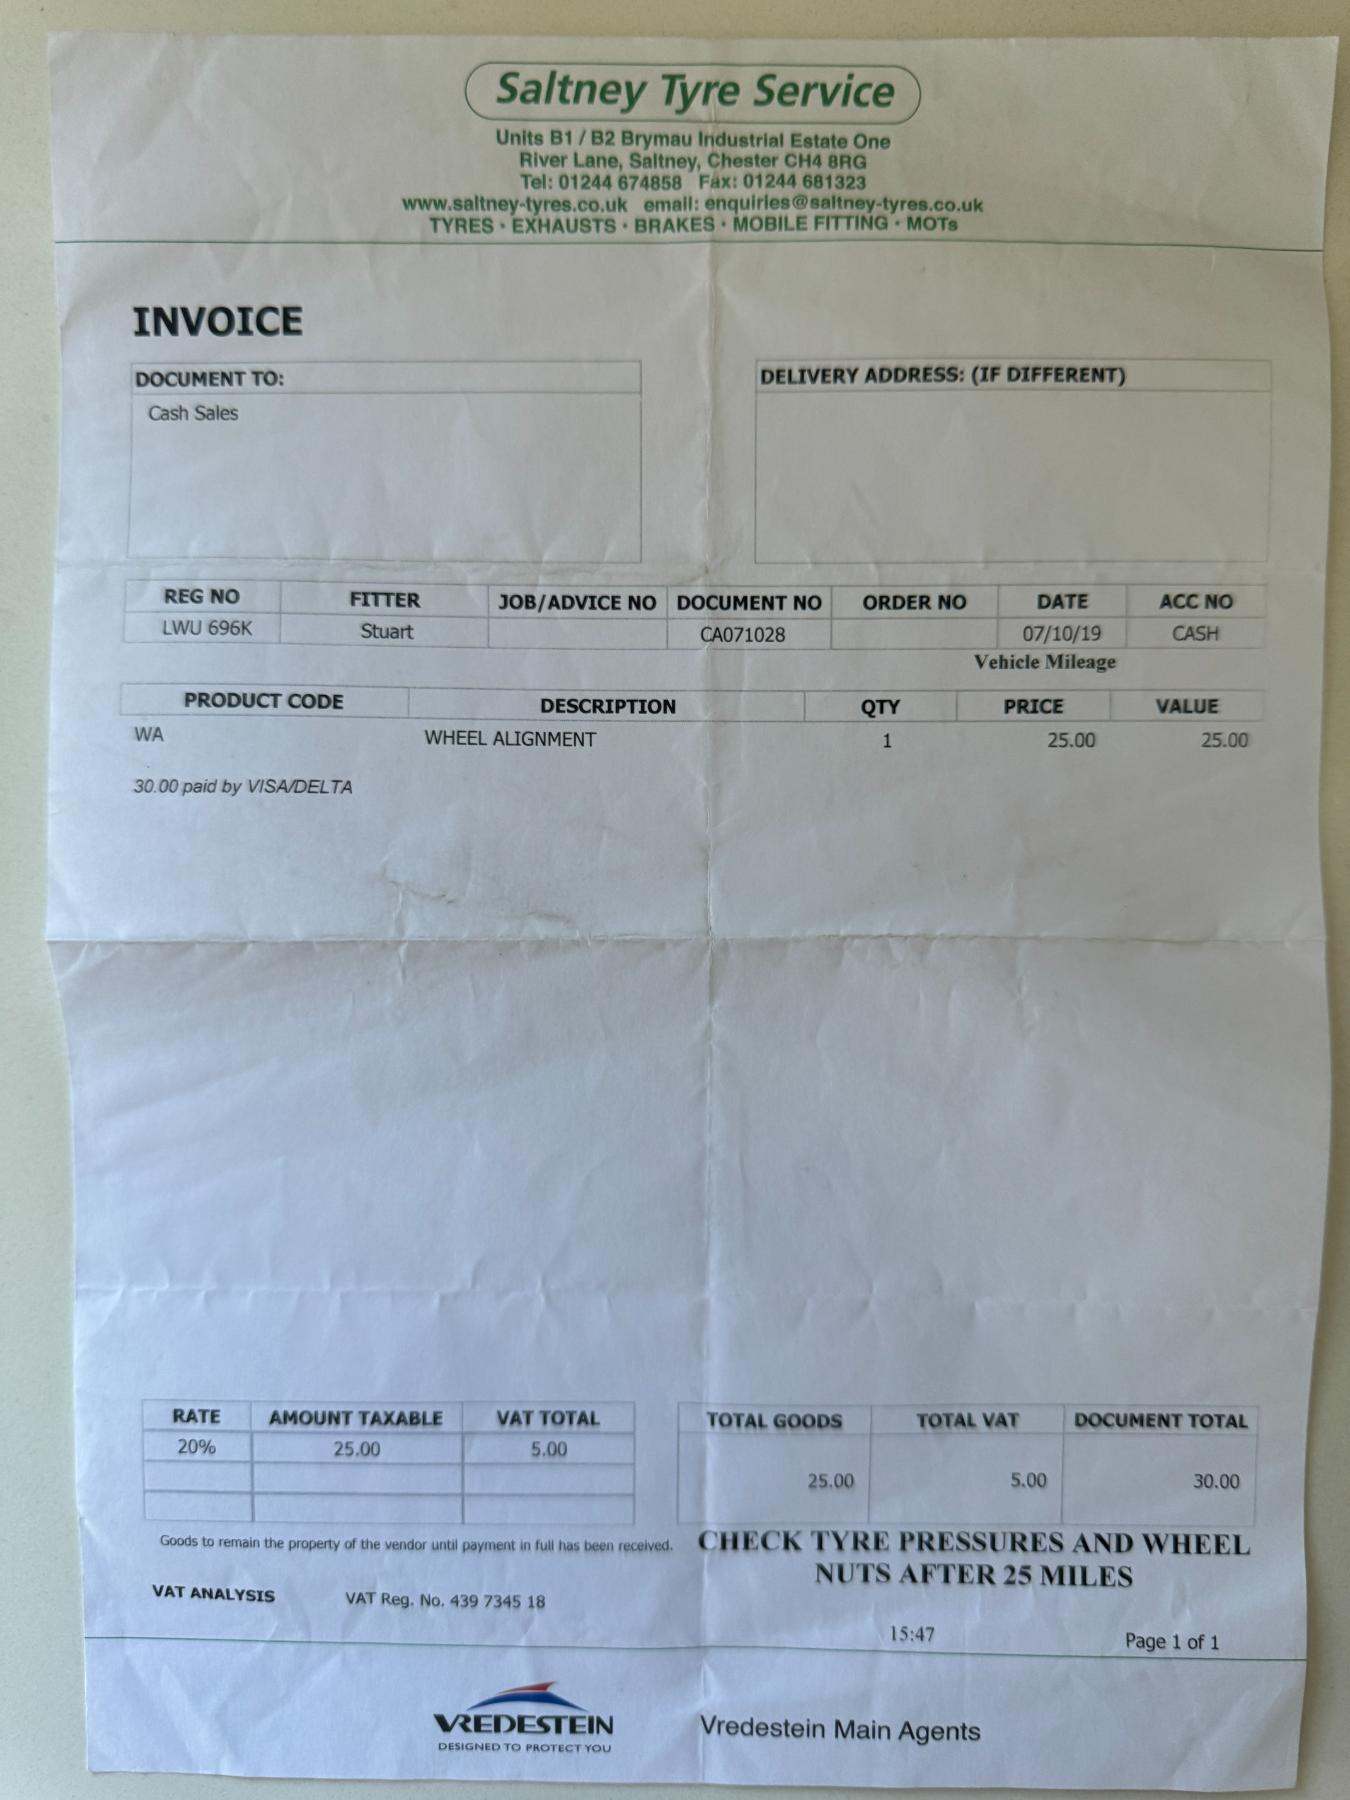 Saltney Tyre Service
Units B1 / B2 Brymau Industrial Estate One
River Lane, Saltney, Chester CH4 8RG
Tel: 01244 674858 Fax: 01244 681323
www.saltney-tyres.co.uk email: enquiries@saltney-tyres.co.uk
TYRES · EXHAUSTS · BRAKES · MOBILE FITTING · MOTs
INVOICE
DOCUMENT TO: DELIVERY ADDRESS: (IF DIFFERENT)
Cash Sales
REG NO FITTER JOB/ADVICE NO DOCUMENT NO ORDER NO DATE ACC NO
LWU 696K Stuart CA071028 07/10/19 CASH
Vehicle Mileage
PRODUCT CODE DESCRIPTION QTY PRICE VALUE
WA WHEEL ALIGNMENT 1 25.00 25.00
30.00 paid by VISA/DELTA
RATE AMOUNT TAXABLE VAT TOTAL
20% 25.00 5.00
TOTAL GOODS TOTAL VAT DOCUMENT TOTAL
25.00 5.00 30.00
Goods to remain the property of the vendor until payment in full has been received.
CHECK TYRE PRESSURES AND WHEEL
NUTS AFTER 25 MILES
VAT ANALYSIS VAT Reg. No. 439 7345 18
15:47 Page 1 of 1
VREDESTEIN
DESIGNED TO PROTECT YOU
Vredestein Main Agents